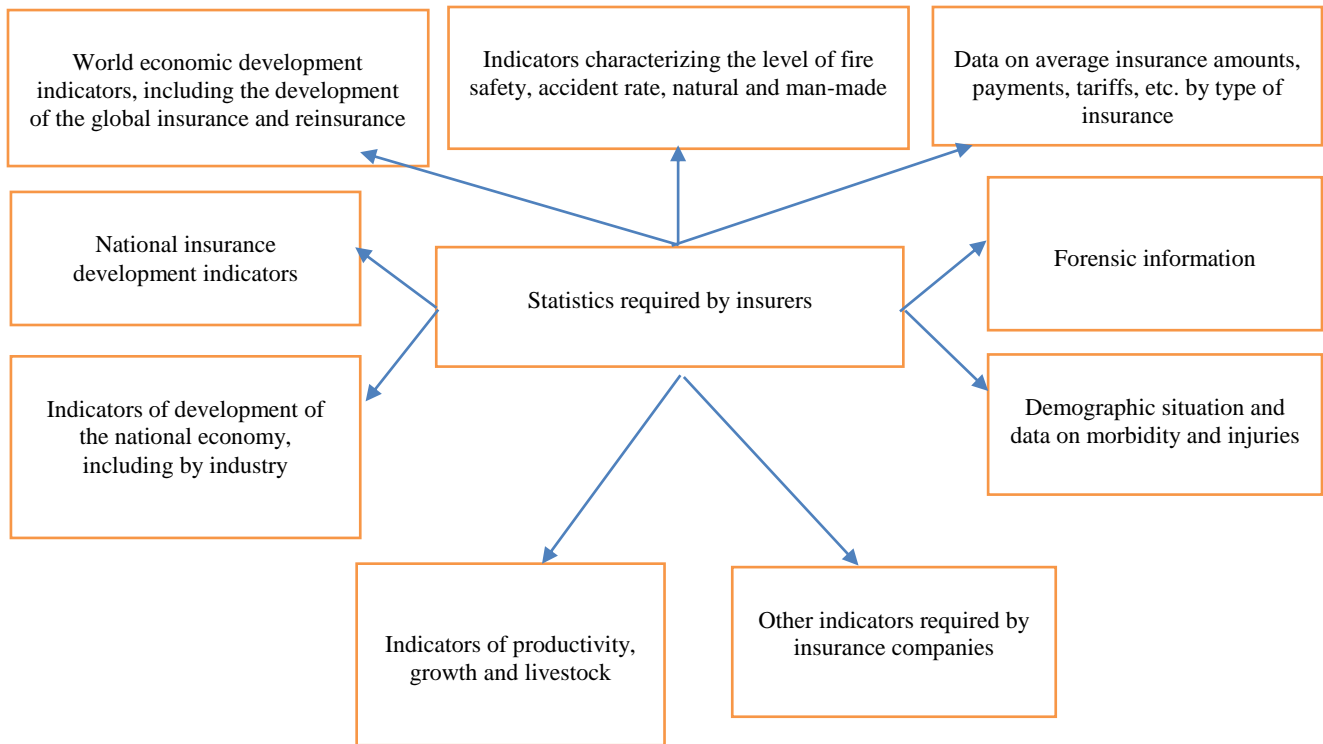 World economic development
indicators, including the development
of the global insurance and reinsurance
Indicators characterizing the level of fire
safety, accident rate, natural and man-made
Data on average insurance amounts,
payments, tariffs, etc. by type of
insurance
National insurance
development indicators
Statistics required by insurers
Forensic information
Indicators of development of
the national economy,
including by industry
Demographic situation and
data on morbidity and injuries
Indicators of productivity,
growth and livestock
Other indicators required by
insurance companies